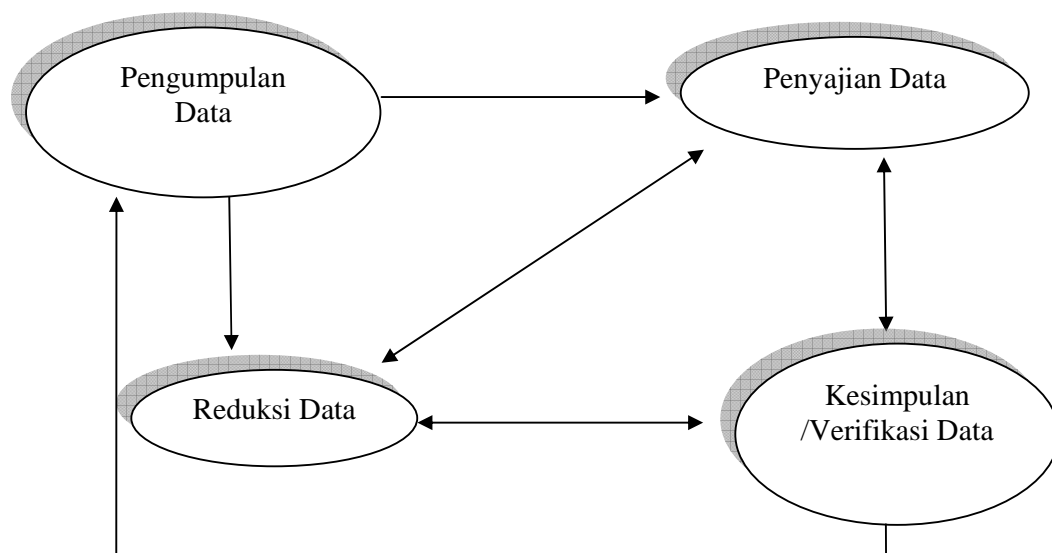 Pengumpulan
Data
Penyajian Data
Reduksi Data
Kesimpulan
/Verifikasi Data